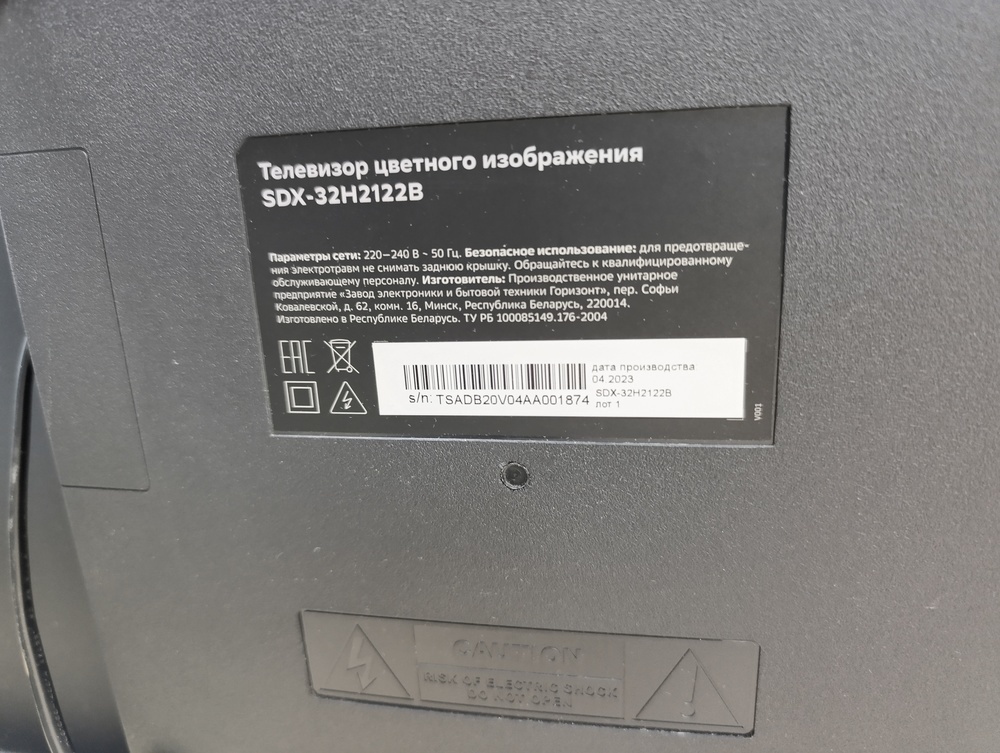 Телевизор цветного изображения
SDX-32H2122B
Параметры сети: 220–240 В ~ 50 Гц. Безопасное использование: для предотвраще-
ния электротравм не снимать заднюю крышку. Обращайтесь к квалифицированному
обслуживающему персоналу. Изготовитель: Производственное унитарное
предприятие «Завод электроники и бытовой техники Горизонт», пер. Софьи
Ковалевской, д. 62, комн. 16, Минск, Республика Беларусь, 220014.
Изготовлено в Республике Беларусь. ТУ РБ 100085149.176-2004
EAC
s/n: TSADB20V04AA001874
дата производства
04.2023
SDX-32H2122B
лот 1
VG01
CAUTION
RISK OF ELECTRIC SHOCK
DO NOT OPEN